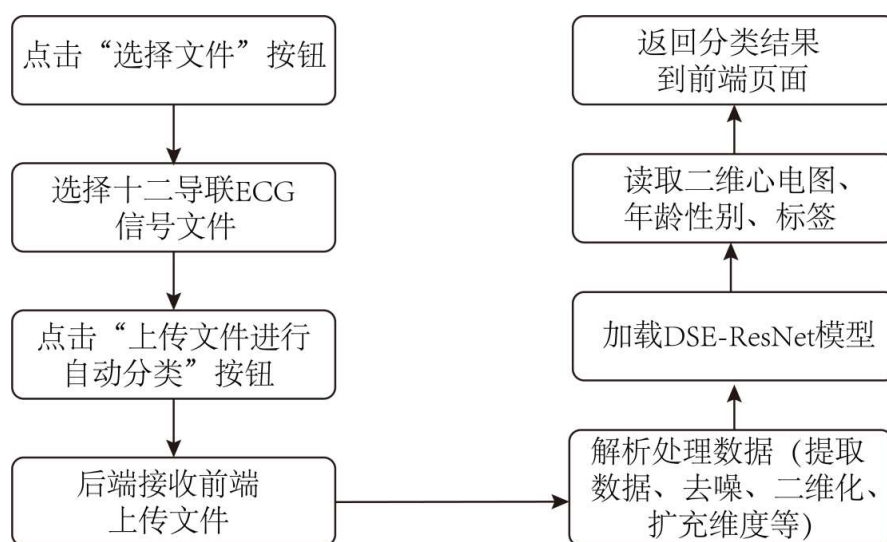 点击“选择文件”按钮
选择十二导联ECG
信号文件
点击“上传文件进行
自动分类”按钮
后端接收前端
上传文件
解析处理数据（提取
数据、去噪、二维化、
扩充维度等）
加载DSE-ResNet模型
读取二维心电图、
年龄性别、标签
返回分类结果
到前端页面